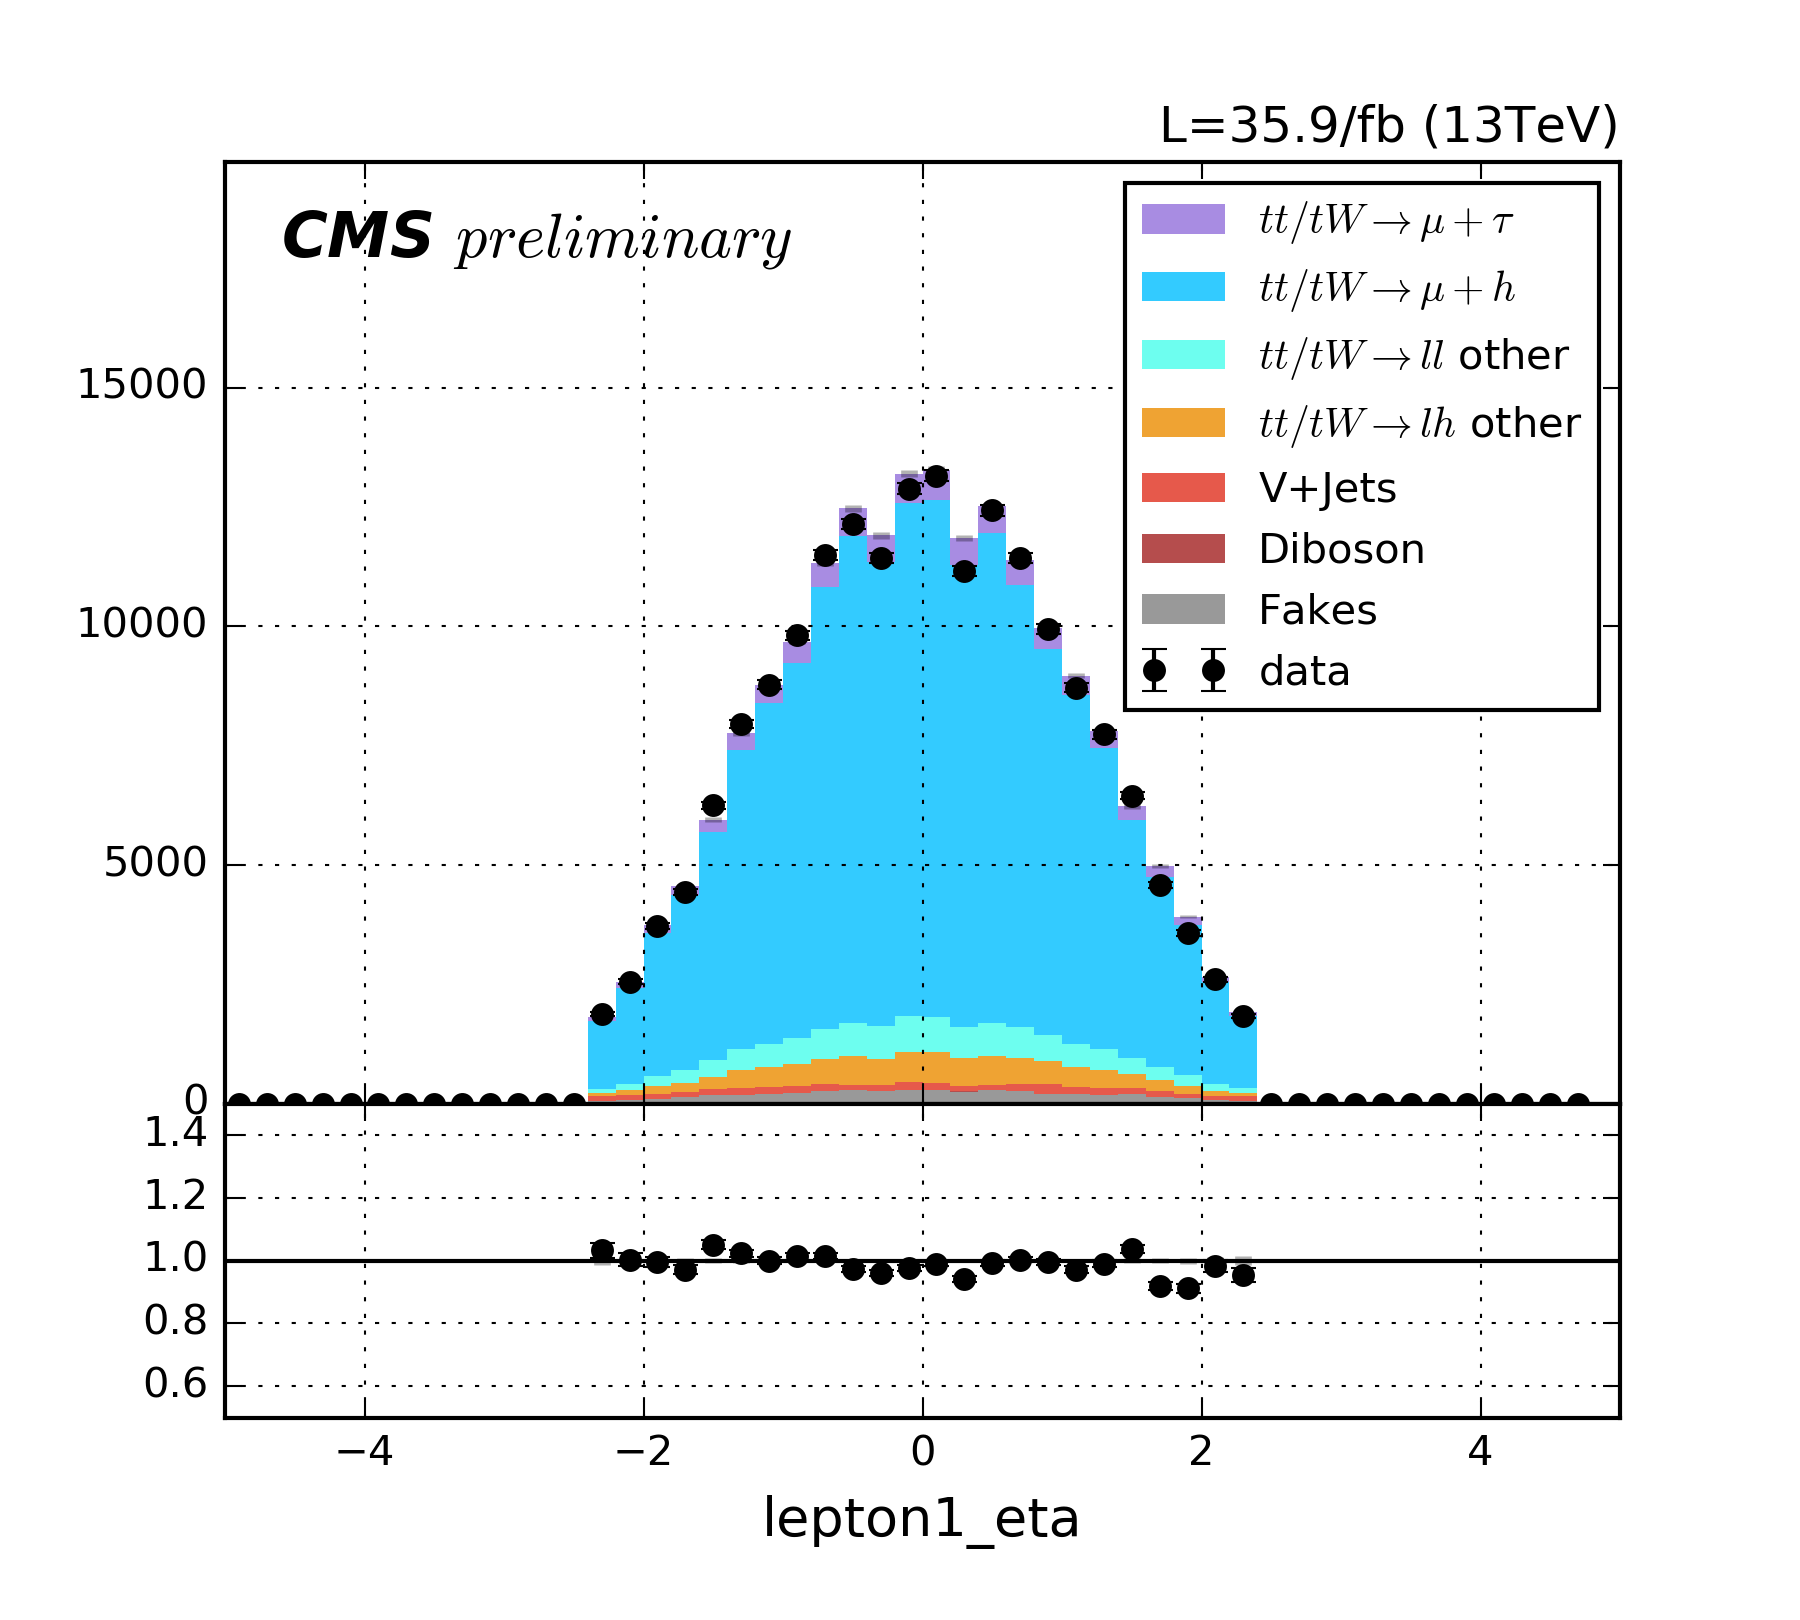 L=35.9/fb (13TeV)
CMS preliminary
tt/tW→μ+τ
tt/tW→μ+h
tt/tW→ll other
tt/tW→lh other
V+Jets
Diboson
Fakes
data
15000
10000
5000
0
1.4
1.2
1.0
0.8
0.6
−4 −2 0 2 4
lepton1_eta